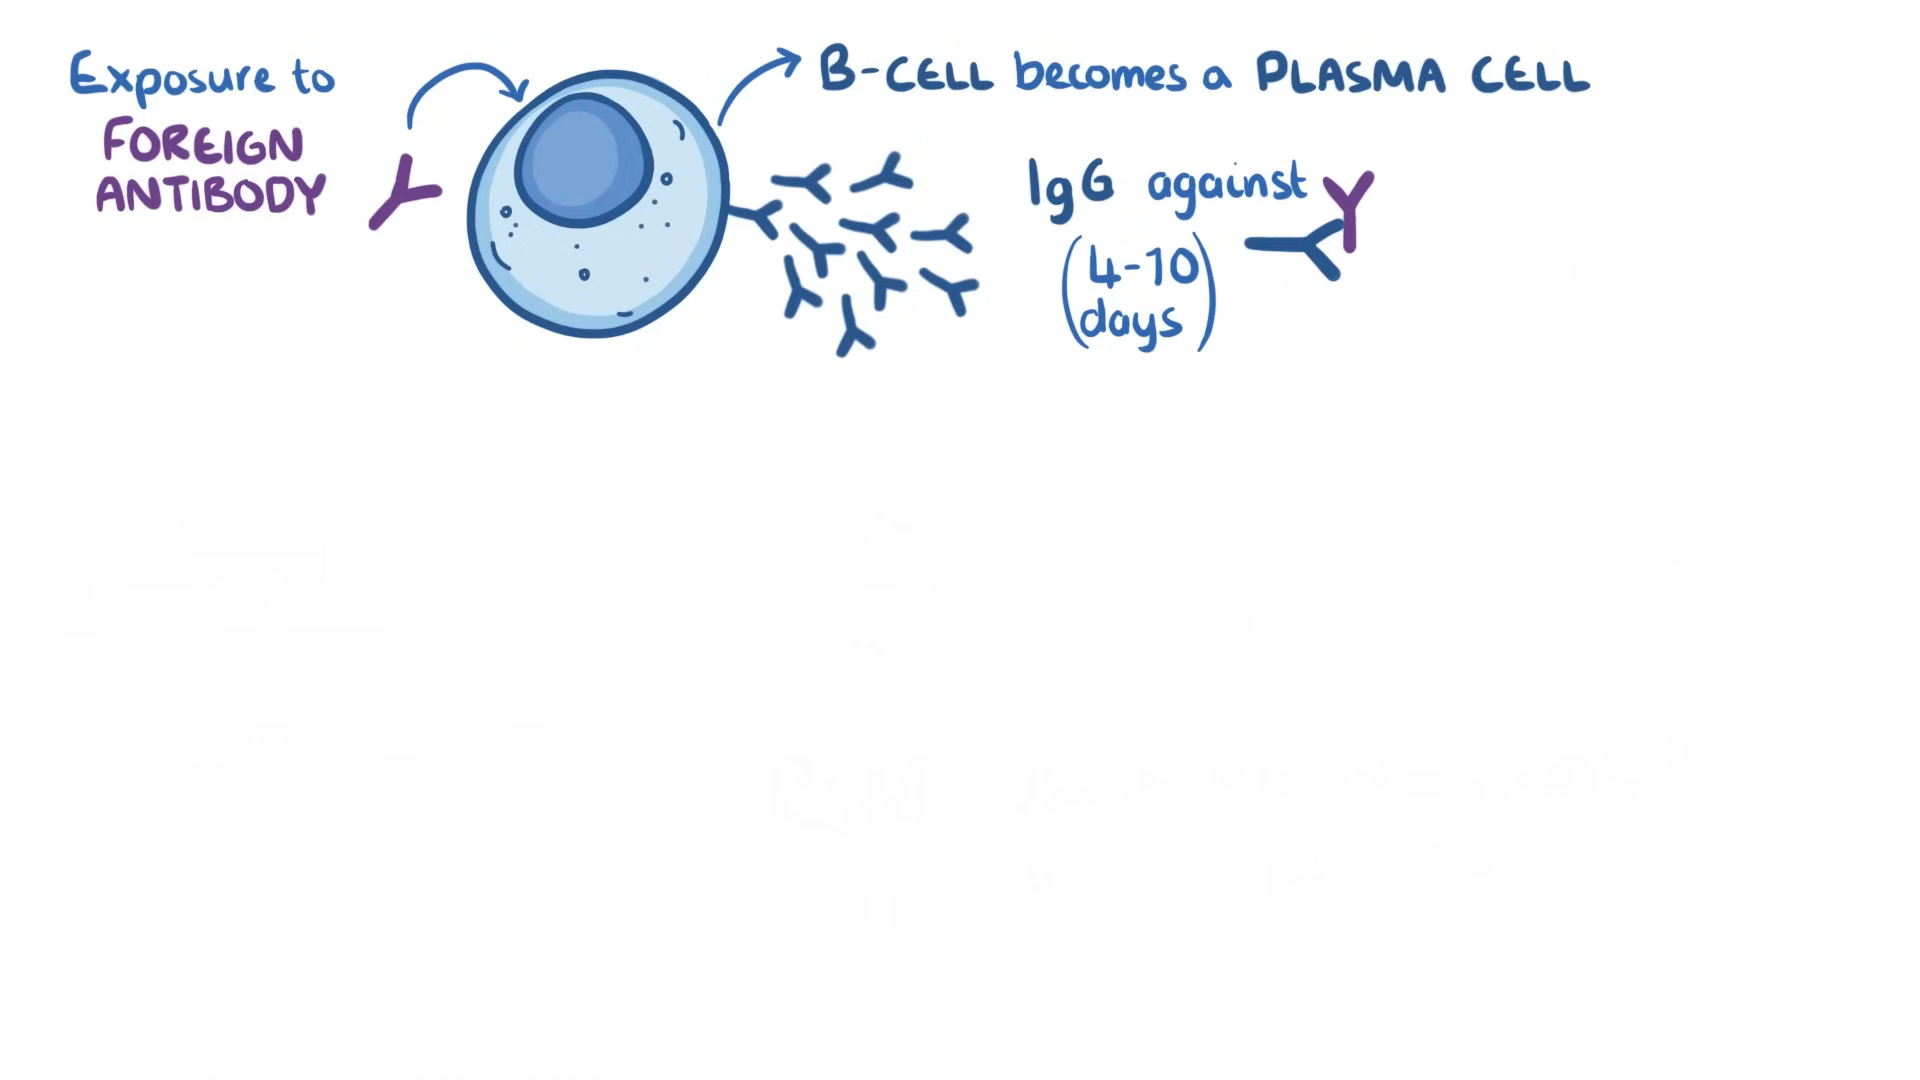 Exposure to
FOREIGN
ANTIBODY
B-CELL becomes a PLASMA CELL
IgG against
(4-10
days)